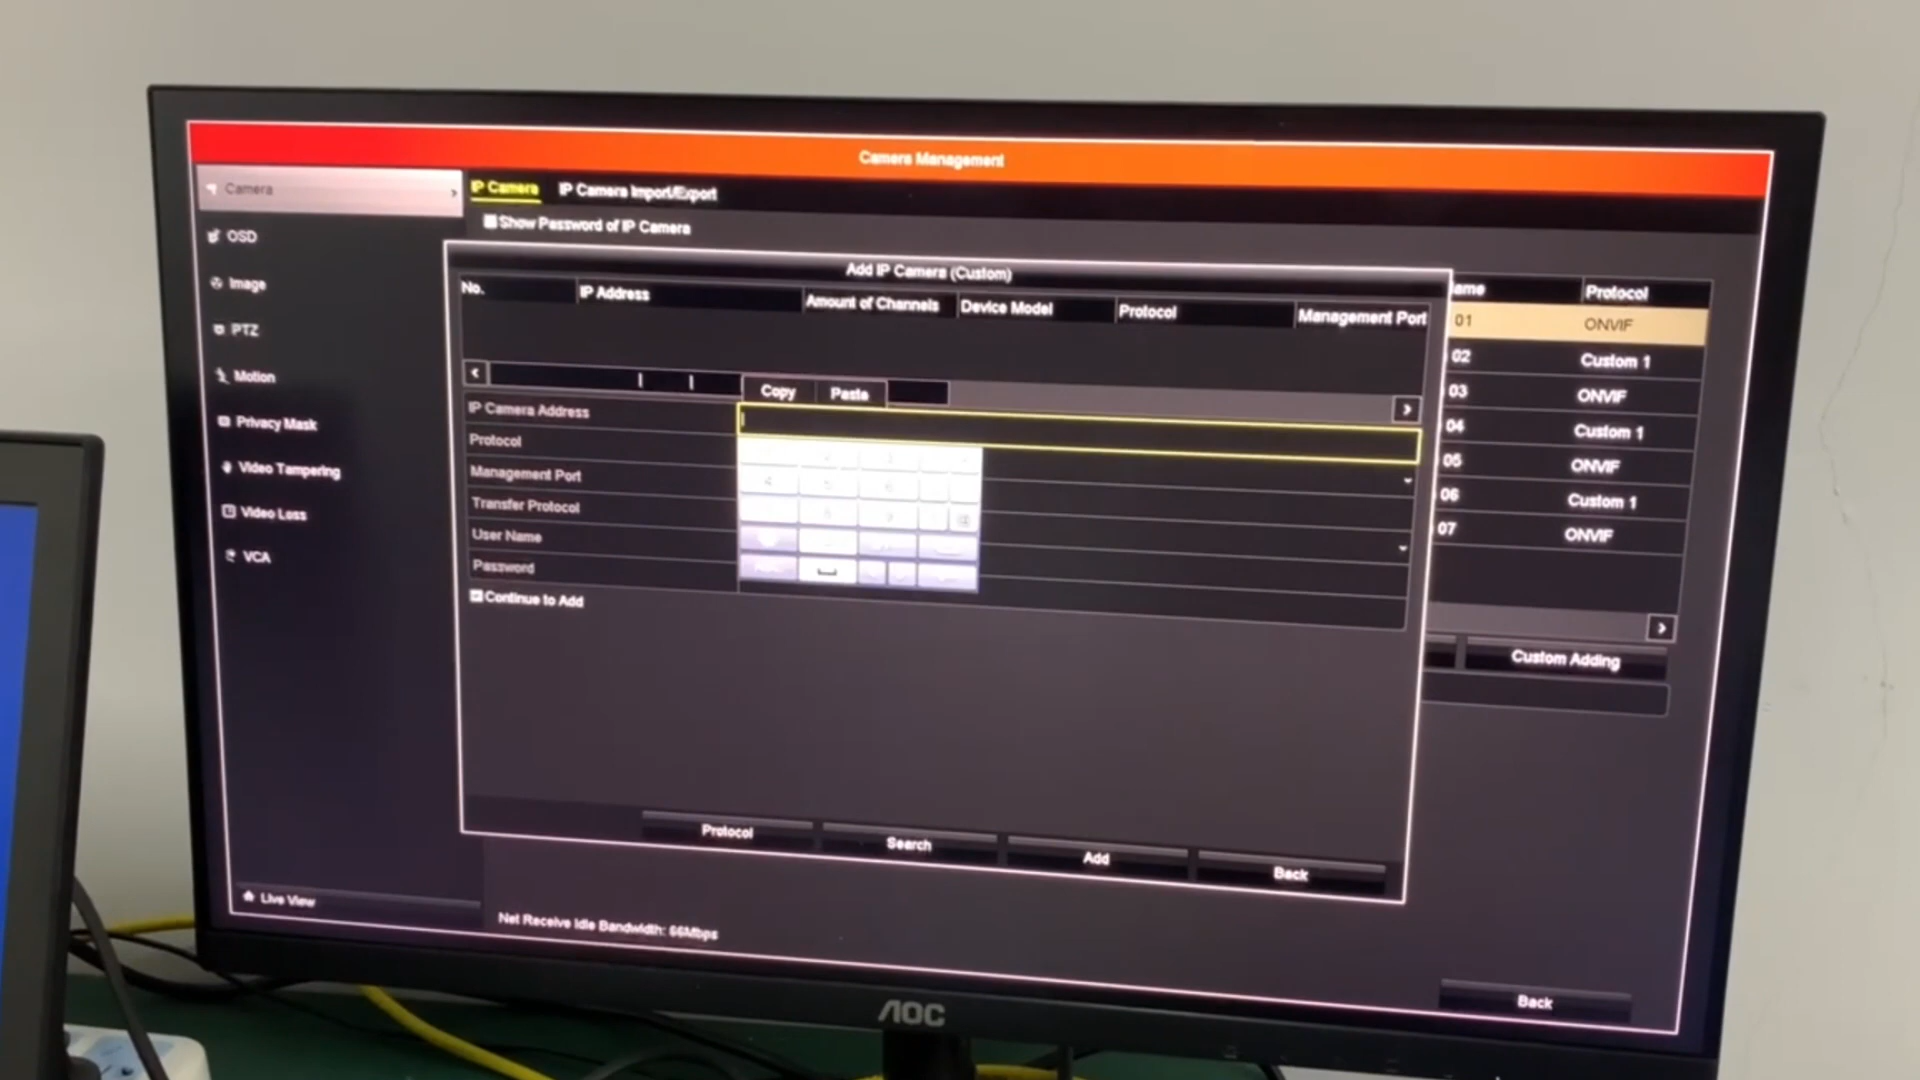 Camera Management
Camera
IP Camera
IP Camera Import/Export
Show Password of IP Camera
OSD
Image
PTZ
Motion
Privacy Mask
Video Tampering
Video Loss
VCA
Live View
Add IP Camera (Custom)
No.
IP Address
Amount of Channels
Device Model
Protocol
Management Port
Copy
Paste
IP Camera Address
Protocol
Management Port
Transfer Protocol
User Name
Password
Continue to Add
4
Protocol
Search
Add
Back
Protocol
01 ONVIF
02 Custom 1
03 ONVIF
04 Custom 1
05 ONVIF
06 Custom 1
07 ONVIF
Custom Adding
Net Receive Idle Bandwidth: 66Mbps
Back
AOC